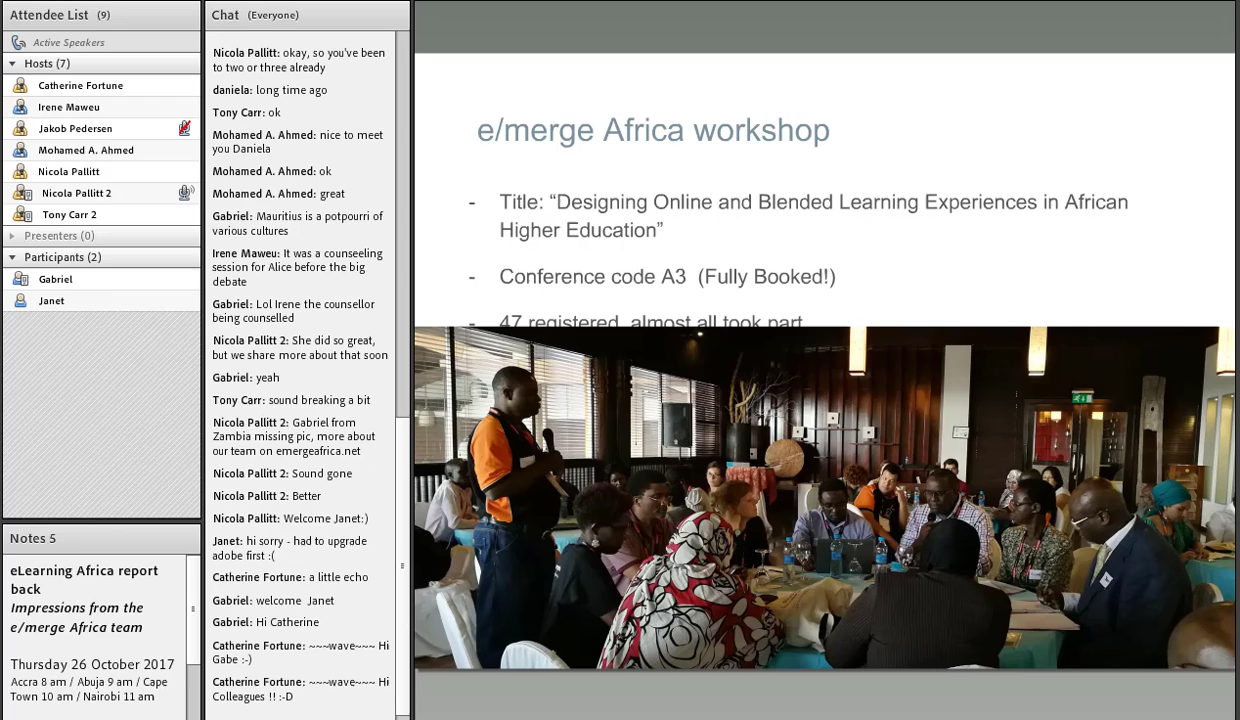 Attendee List (9)
Active Speakers
Hosts (7)
Catherine Fortune
Irene Maweu
Jakob Pedersen
Mohamed A. Ahmed
Nicola Pallitt
Nicola Pallitt 2
Tony Carr 2
Presenters (0)
Participants (2)
Gabriel
Janet
Notes 5
eLearning Africa report
back
Impressions from the
e/merge Africa team
Thursday 26 October 2017
Accra 8 am / Abuja 9 am / Cape
Town 10 am / Nairobi 11 am
Chat (Everyone)
Nicola Pallitt: okay, so you've been
to two or three already
daniela: long time ago
Tony Carr: ok
Mohamed A. Ahmed: nice to meet
you Daniela
Mohamed A. Ahmed: ok
Mohamed A. Ahmed: great
Gabriel: Mauritius is a potpourri of
various cultures
Irene Maweu: It was a counseeling
session for Alice before the big
debate
Gabriel: Lol Irene the counsellor
being counselled
Nicola Pallitt 2: She did so great,
but we share more about that soon
Gabriel: yeah
Tony Carr: sound breaking a bit
Nicola Pallitt 2: Gabriel from
Zambia missing pic, more about
our team on emergeafrica.net
Nicola Pallitt 2: Sound gone
Nicola Pallitt 2: Better
Nicola Pallitt: Welcome Janet:)
Janet: hi sorry - had to upgrade
adobe first :(
Catherine Fortune: a little echo
Gabriel: welcome Janet
Gabriel: Hi Catherine
Catherine Fortune: ~~~wave~~~ Hi
Gabe :-)
Catherine Fortune: ~~~wave~~~ Hi
Colleagues !! :-D
e/merge Africa workshop
- Title: “Designing Online and Blended Learning Experiences in African
Higher Education”
- Conference code A3 (Fully Booked!)
- 47 registered, almost all took part